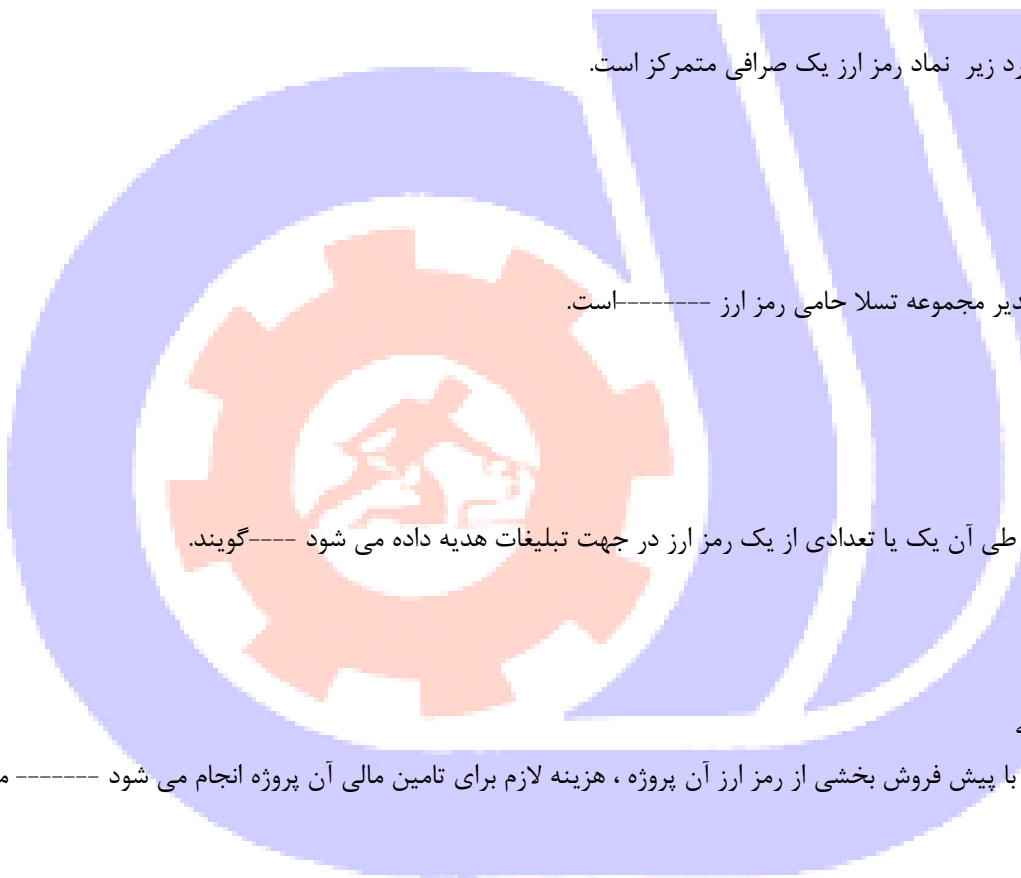 رد زیر نماد رمز ارز یک صرافی متمرکز است.
دیر مجموعه تسلا حامی رمز ارز --------است.
طی آن یک یا تعدادی از یک رمز ارز در جهت تبلیغات هدیه داده می شود ----گویند.
با پیش فروش بخشی از رمز ارز آن پروژه ، هزینه لازم برای تامین مالی آن پروژه انجام می شود ------- م